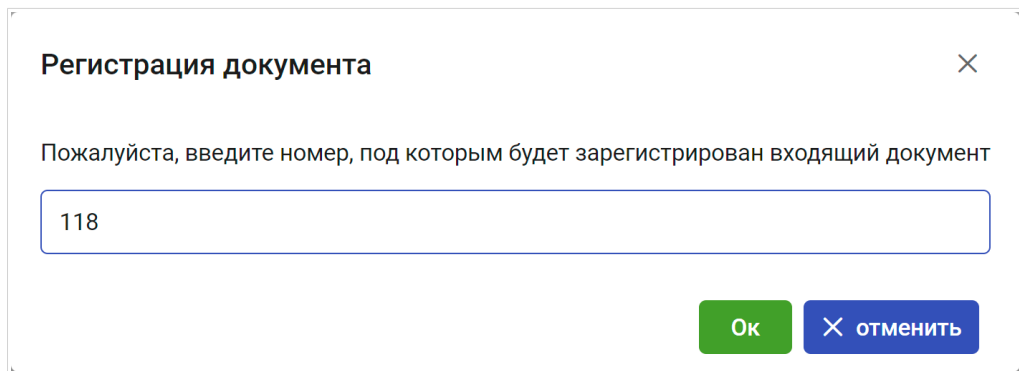 Регистрация документа
Пожалуйста, введите номер, под которым будет зарегистрирован входящий документ
118
Ок отменить